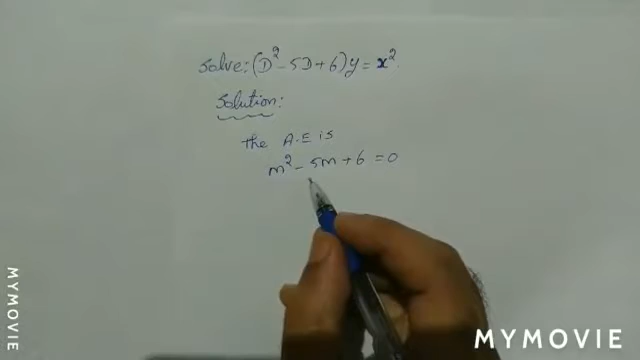 Solve: (D² - 5D + 6)y = x².
Solution:
the A.E is
m² - 5m + 6 = 0
MYMOVIE
MYMOVIE